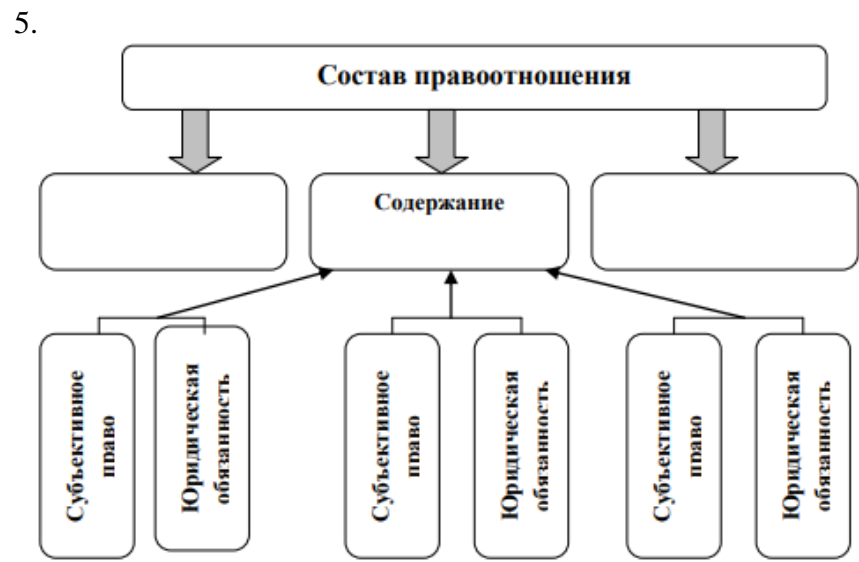 5.
Состав правоотношения
Содержание
Субъективное
право
Юридическая
обязанность
Субъективное
право
Юридическая
обязанность
Субъективное
право
Юридическая
обязанность